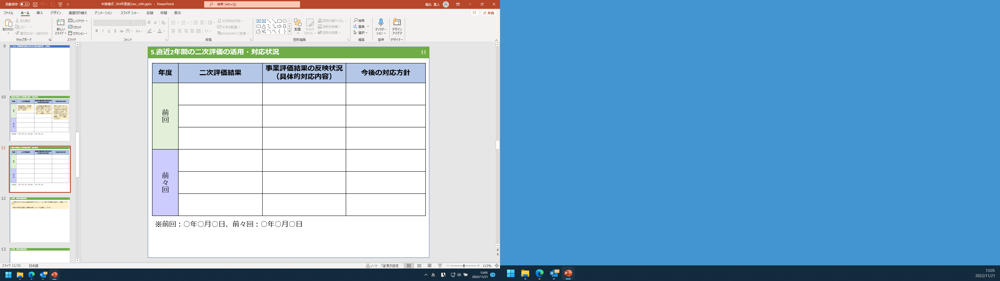 自動保存 オフ
中部様式（R4年度版)rev_v09.pptx - PowerPoint
検索 (Alt+Q)
堀出 寛人
ファイル ホーム 挿入 デザイン 画面切り替え アニメーション スライド ショー 記録 校閲 表示
共有
貼り付け
切り取り
コピー
書式のコピー/貼り付け
クリップボード
新しい
スライド
レイアウト
リセット
セクション
スライド
フォント
文字列の方向
文字の配置
SmartArt に変換
段落
配置
クイック
スタイル
図形の塗りつぶし
図形の枠線
図形の効果
図形描画
検索
置換
選択
編集
ディクテー
ション
音声
デザイン
アイデア
デザイナー
9
10
11
12
13
5.直近2年間の二次評価の活用・対応状況
11
年度
二次評価結果
事業評価結果の反映状況
（具体的対応内容）
今後の対応方針
前回
前々回
※前回：○年○月○日、前々回：○年○月○日
スライド 11/20 日本語
ノート 表示設定 113%
あ
13:05
2022/11/21
14
13:05
2022/11/21